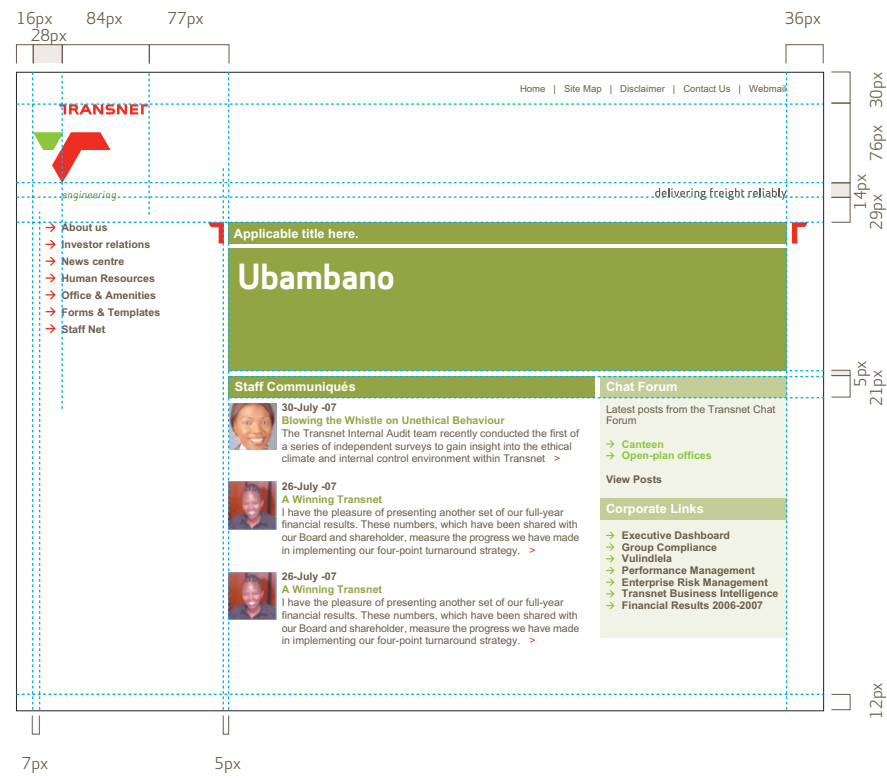 16px 84px 77px 36px
28px
Home | Site Map | Disclaimer | Contact Us | Webmail
30px
TRANSNET
76px
engineering
delivering freight reliably
14px
29px
About us
Investor relations
News centre
Human Resources
Office & Amenities
Forms & Templates
Staff Net
Applicable title here.
Ubambano
5px
21px
Staff Communiqués
30-July -07
Blowing the Whistle on Unethical Behaviour
The Transnet Internal Audit team recently conducted the first of
a series of independent surveys to gain insight into the ethical
climate and internal control environment within Transnet >
26-July -07
A Winning Transnet
I have the pleasure of presenting another set of our full-year
financial results. These numbers, which have been shared with
our Board and shareholder, measure the progress we have made
in implementing our four-point turnaround strategy. >
26-July -07
A Winning Transnet
I have the pleasure of presenting another set of our full-year
financial results. These numbers, which have been shared with
our Board and shareholder, measure the progress we have made
in implementing our four-point turnaround strategy. >
Chat Forum
Latest posts from the Transnet Chat
Forum
Canteen
Open-plan offices
View Posts
Corporate Links
Executive Dashboard
Group Compliance
Vulindlela
Performance Management
Enterprise Risk Management
Transnet Business Intelligence
Financial Results 2006-2007
12px
7px 5px